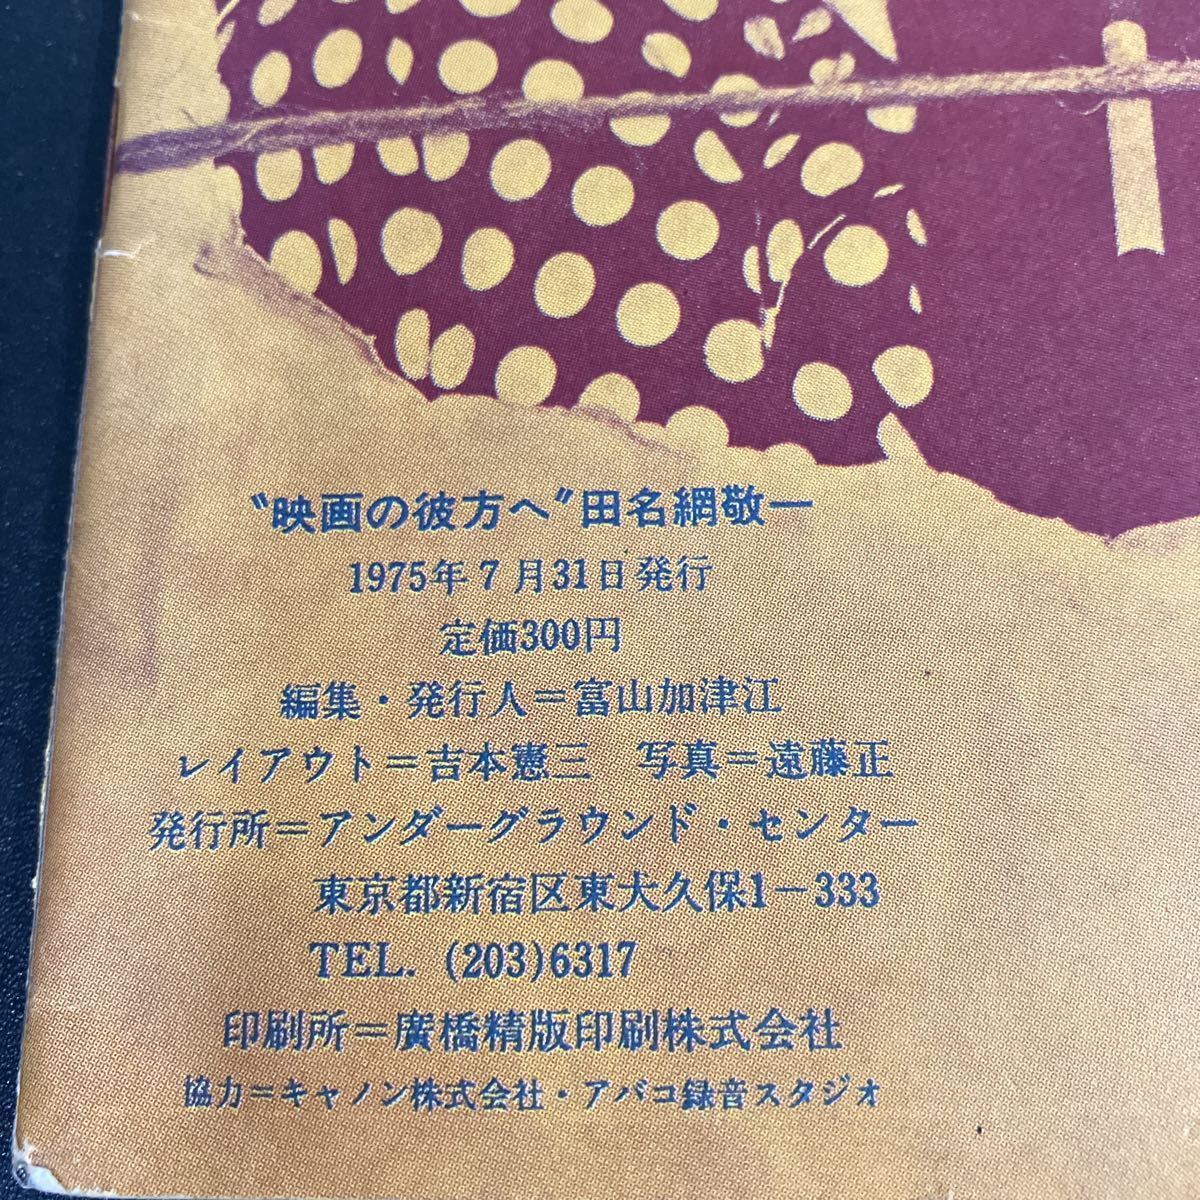 〝映画の彼方へ〟田名網敬一
1975年7月31日発行
定価300円
編集・発行人＝富山加津江
レイアウト＝吉本憲三　写真＝遠藤正
発行所＝アンダーグラウンド・センター
東京都新宿区東大久保1－333
TEL. (203)6317
印刷所＝廣橋精版印刷株式会社
協力＝キャノン株式会社・アバコ録音スタジオ